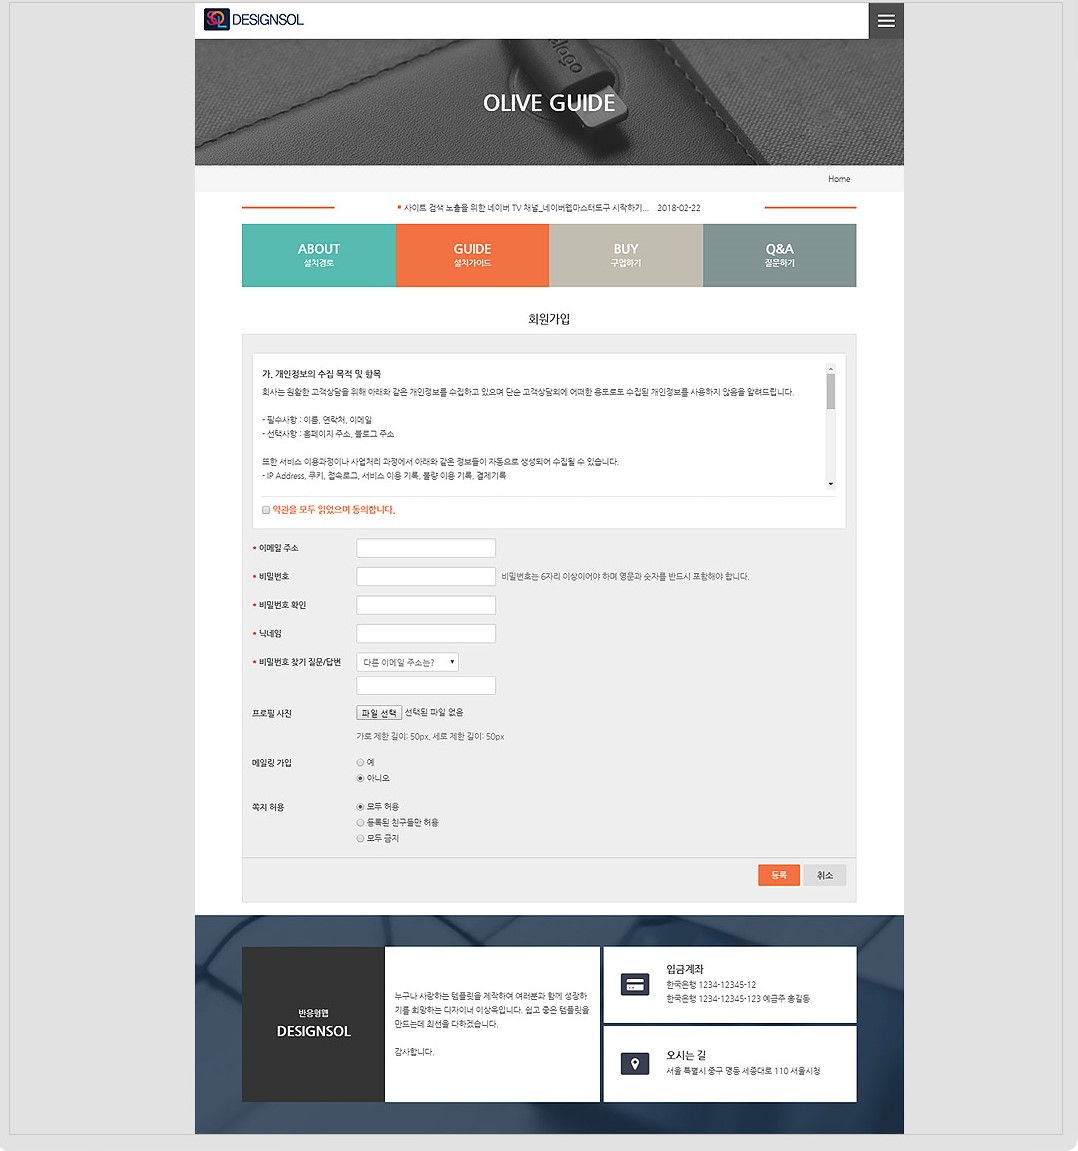 SOL DESIGNSOL
alogo
OLIVE GUIDE
Home
사이트 검색 노출을 위한 네이버 TV 채널_네이버웹마스터도구 시작하기... 2018-02-22
ABOUT
설치경로
GUIDE
설치가이드
BUY
구입하기
Q&A
질문하기
회원가입
가. 개인정보의 수집 목적 및 항목
회사는 원활한 고객상담을 위해 아래와 같은 개인정보를 수집하고 있으며 단순 고객상담외에 어떠한 용도로도 수집된 개인정보를 사용하지 않음을 알려드립니다.
- 필수사항 : 이름, 연락처, 이메일
- 선택사항 : 홈페이지 주소, 블로그 주소
또한 서비스 이용과정이나 사업처리 과정에서 아래와 같은 정보들이 자동으로 생성되어 수집될 수 있습니다.
- IP Address, 쿠키, 접속로그, 서비스 이용 기록, 불량 이용 기록, 결제기록
약관을 모두 읽었으며 동의합니다.
* 이메일 주소
* 비밀번호 비밀번호는 6자리 이상이어야 하며 영문과 숫자를 반드시 포함해야 합니다.
* 비밀번호 확인
* 닉네임
* 비밀번호 찾기 질문/답변 다른 이메일 주소는?
프로필 사진 파일 선택 선택된 파일 없음
가로 제한 길이: 50px, 세로 제한 길이: 50px
메일링 가입 예
아니오
쪽지 허용 모두 허용
등록된 친구들만 허용
모두 금지
등록 취소
반응형웹
DESIGNSOL
누구나 사랑하는 템플릿을 제작하여 여러분과 함께 성장하
기를 희망하는 디자이너 이상옥입니다. 쉽고 좋은 템플릿을
만드는데 최선을 다하겠습니다.
감사합니다.
입금계좌
한국은행 1234-12345-12
한국은행 1234-12345-123 예금주 홍길동
오시는 길
서울 특별시 중구 명동 세종대로 110 서울시청